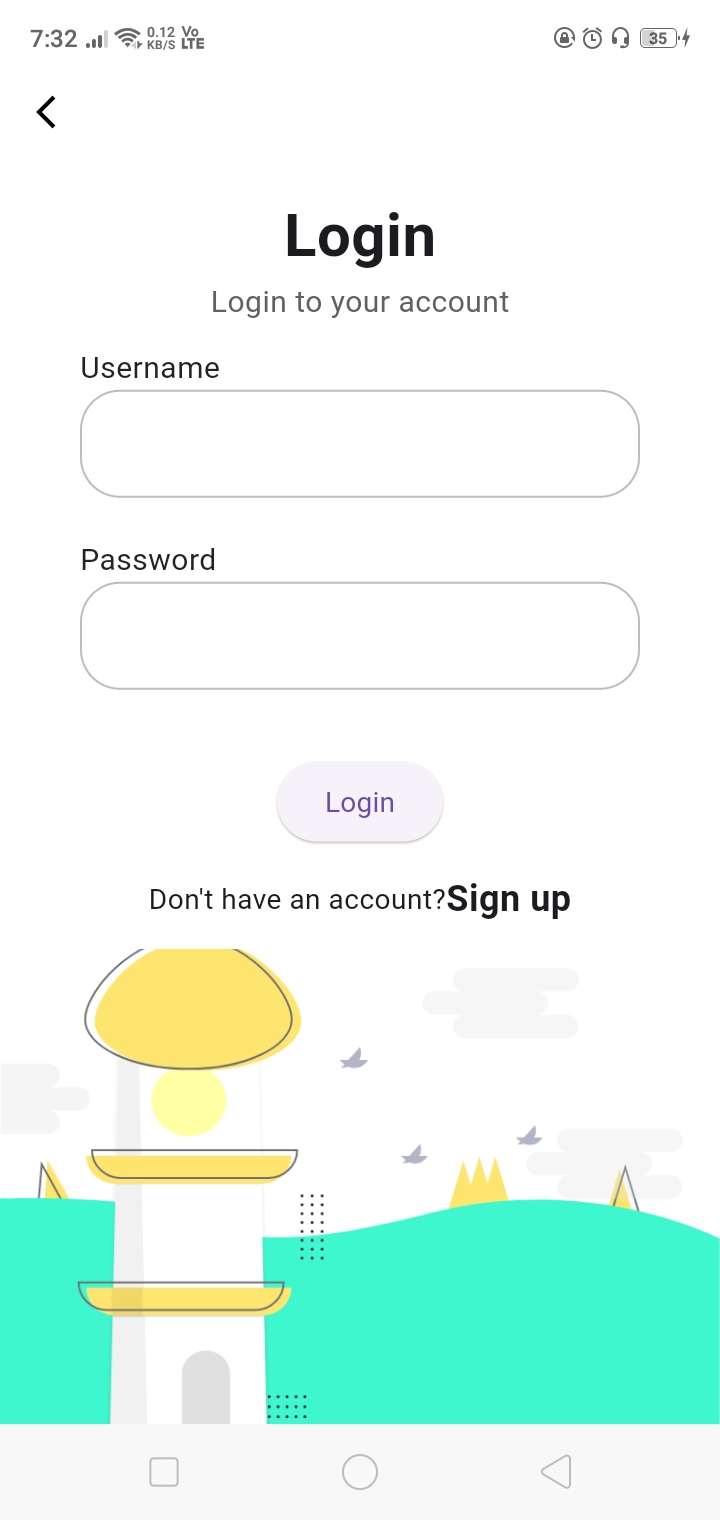 7:32 0.12 KB/S Vo LTE 35
Login
Login to your account
Username
Password
Login
Don't have an account?Sign up